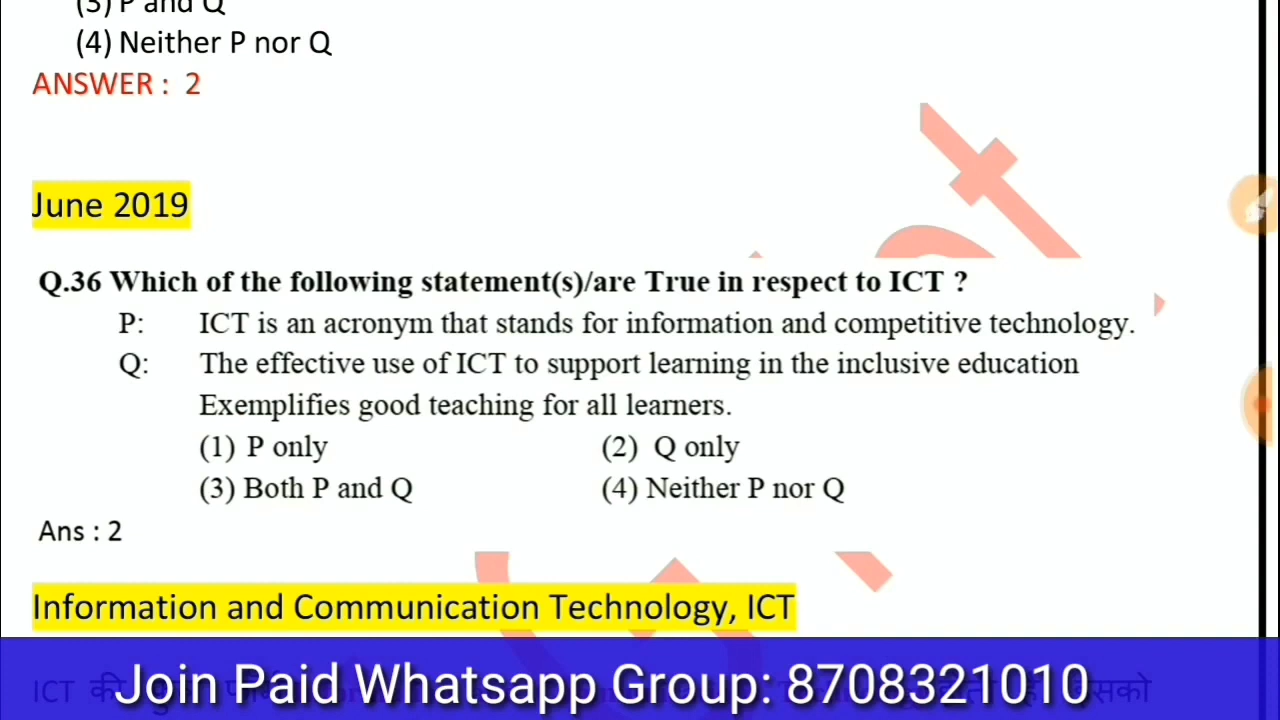 (3) P and Q
(4) Neither P nor Q
ANSWER : 2
June 2019
Q.36 Which of the following statement(s)/are True in respect to ICT ?
P: ICT is an acronym that stands for information and competitive technology.
Q: The effective use of ICT to support learning in the inclusive education
Exemplifies good teaching for all learners.
(1) P only (2) Q only
(3) Both P and Q (4) Neither P nor Q
Ans : 2
Information and Communication Technology, ICT
Join Paid Whatsapp Group: 8708321010
ICT की